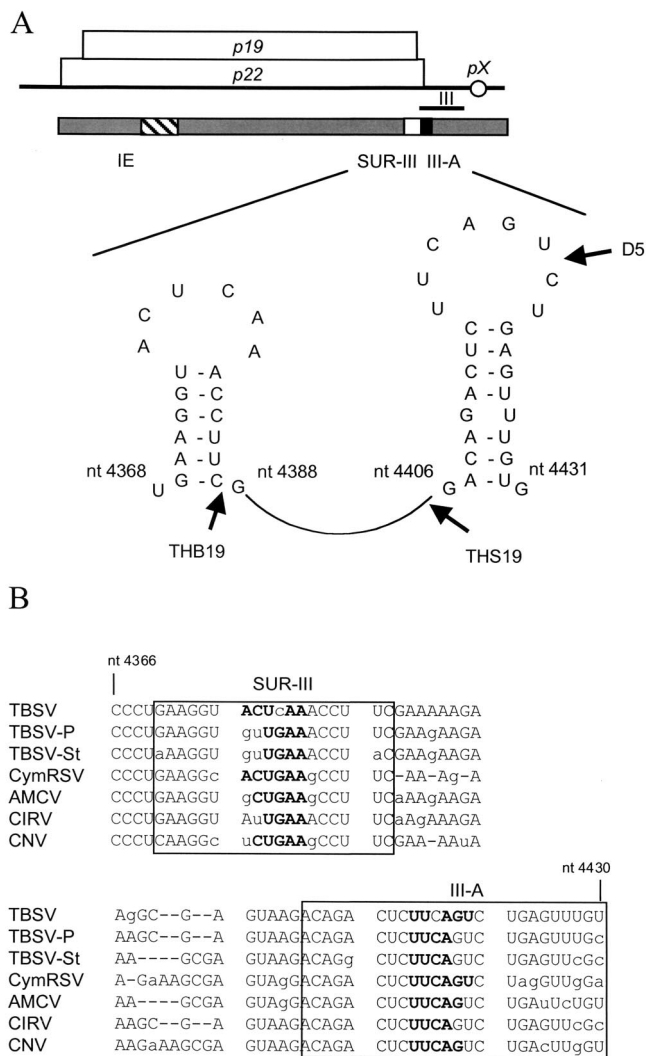 A
p19
p22
pX
III
IE
SUR-III III-A
C A G U
D5
U C
U U
U C
C A
A A
C - G
U - A
C - G
U - A
G - C
G - C
A - U
A - U
G - C
A - U
G U
A - U
C - G
A - U
nt 4368
U
G
nt 4388
nt 4406
G
G
nt 4431
THB19
THS19
B
nt 4366
SUR-III
TBSV CCCUGAAGGU ACUcAAACCU UCGAAAAAGA
TBSV-P CCCUGAAGGU guUGAAACCU UCGAAgAAGA
TBSV-St CCCUaAAGGU guUGAAACCU aCGAAgAAGA
CymRSV CCCUGAAGGc ACUGAAgCCU UC-AA-Ag-A
AMCV CCCUGAAGGU gCUGAAgCCU UCaAAgAAGA
CIRV CCCUGAAGGU AuUGAAACCU UCaAgAAAGA
CNV CCCUCAAGGc uCUGAAgCCU UCGAA-AAuA
nt 4430
III-A
TBSV AgGC--G--A GUAAGACAGA CUCUUCAGUC UGAGUUUGU
TBSV-P AAGC--G--A GUAAGACAGA CUCUUCAGUC UGAGUUUGc
TBSV-St AA----GCGA GUAAGACAGg CUCUUCAGUC UGAGUUcGc
CymRSV A-GaAAGCGA GUAgGACAGA CUCUUCAGUC UagGUUgGa
AMCV AA----GCGA GUAgGACAGA CUCUUCAGUC UGAuUcUGU
CIRV AAGC--G--A GUAAGACAGA CUCUUCAGUC UGAGUUcGc
CNV AAGaAAGCGA GUAAGACAGA CUCUUCAGUC UGAcUUgGU